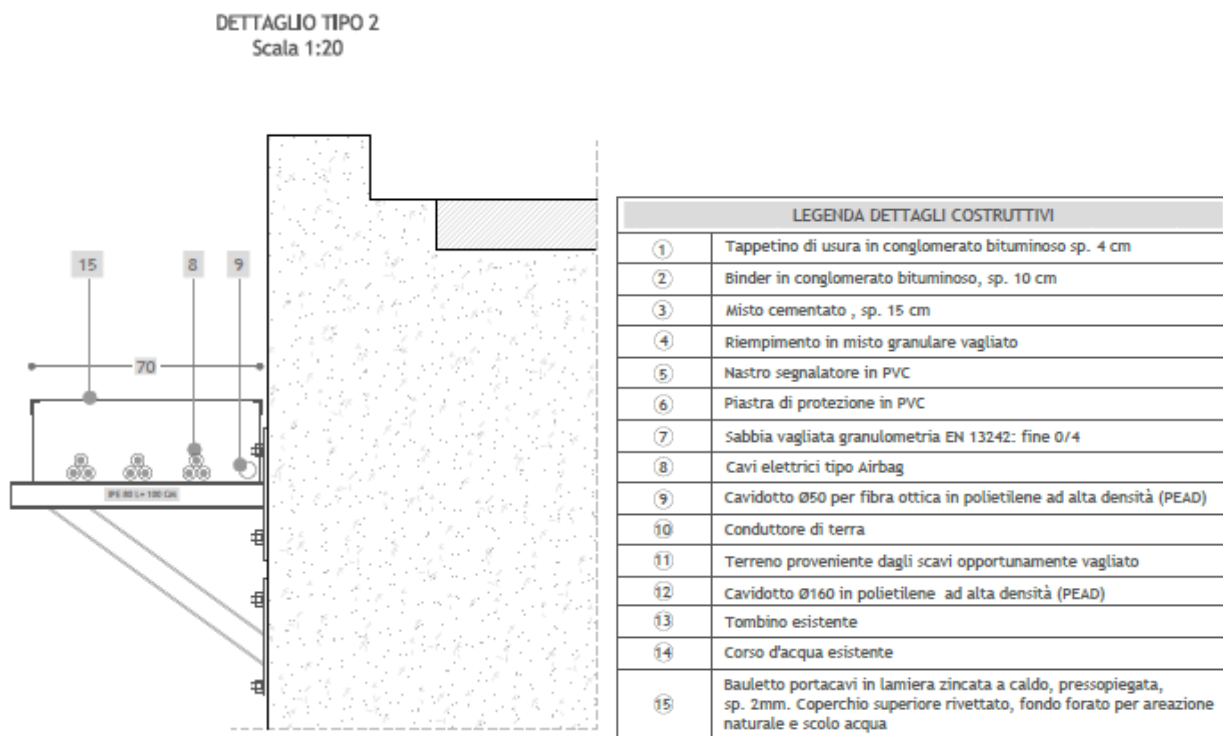 DETTAGLIO TIPO 2
Scala 1:20
15
8
9
70
IPE 80 L= 100 CM
LEGENDA DETTAGLI COSTRUTTIVI
1 Tappetino di usura in conglomerato bituminoso sp. 4 cm
2 Binder in conglomerato bituminoso, sp. 10 cm
3 Misto cementato , sp. 15 cm
4 Riempimento in misto granulare vagliato
5 Nastro segnalatore in PVC
6 Piastra di protezione in PVC
7 Sabbia vagliata granulometria EN 13242: fine 0/4
8 Cavi elettrici tipo Airbag
9 Cavidotto Ø50 per fibra ottica in polietilene ad alta densità (PEAD)
10 Conduttore di terra
11 Terreno proveniente dagli scavi opportunamente vagliato
12 Cavidotto Ø160 in polietilene ad alta densità (PEAD)
13 Tombino esistente
14 Corso d'acqua esistente
15 Bauletto portacavi in lamiera zincata a caldo, pressopiegata,
sp. 2mm. Coperchio superiore rivettato, fondo forato per areazione
naturale e scolo acqua